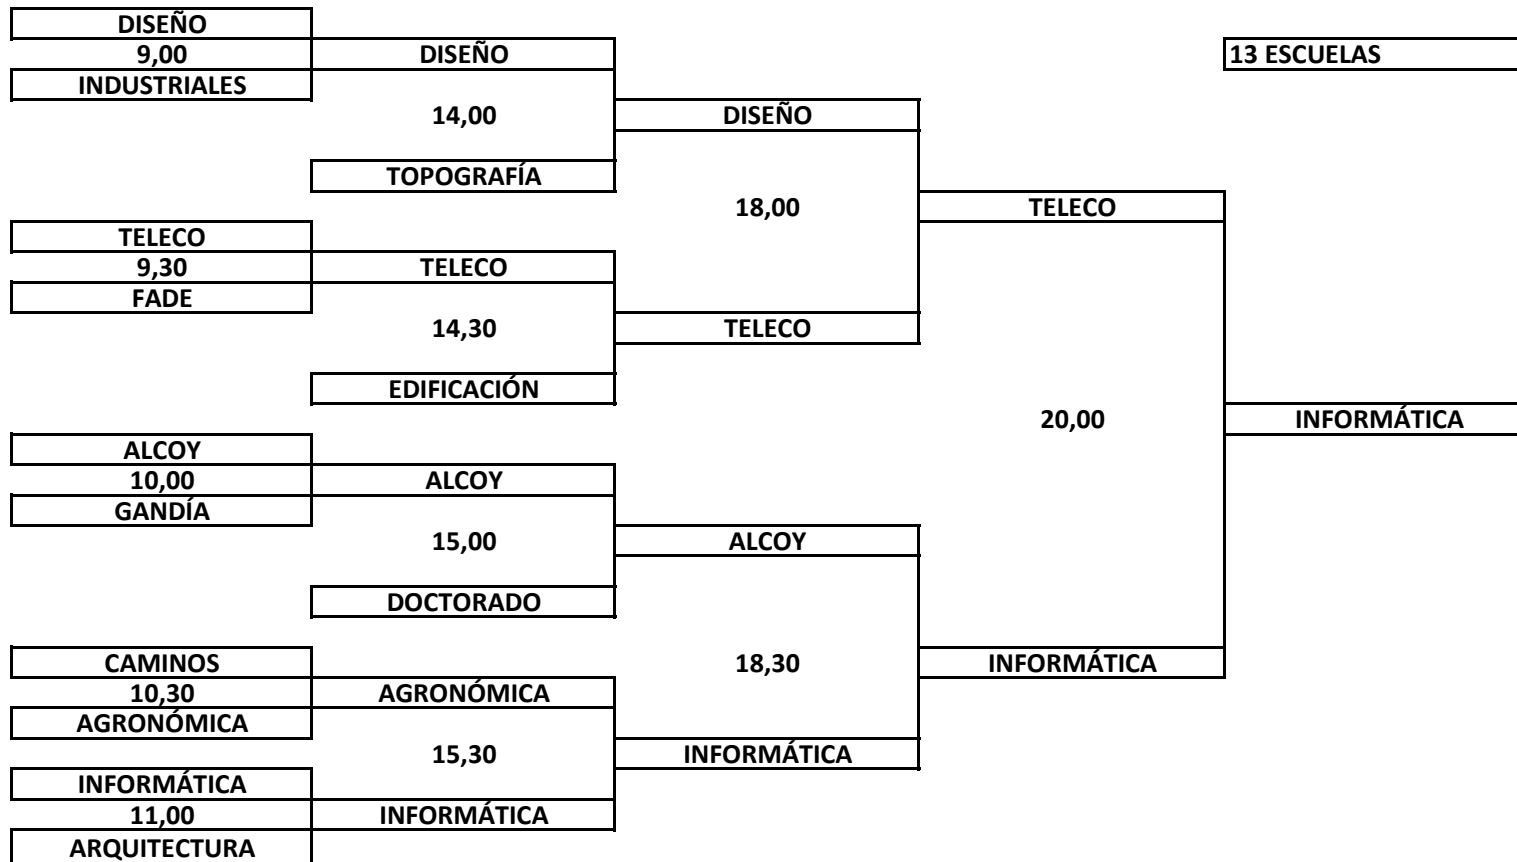 DISEÑO
9,00 DISEÑO 13 ESCUELAS
INDUSTRIALES
14,00 DISEÑO
TOPOGRAFÍA
18,00 TELECO
TELECO
9,30 TELECO
FADE
14,30 TELECO
EDIFICACIÓN
20,00 INFORMÁTICA
ALCOY
10,00 ALCOY
GANDÍA
15,00 ALCOY
DOCTORADO
CAMINOS 18,30 INFORMÁTICA
10,30 AGRONÓMICA
AGRONÓMICA
15,30 INFORMÁTICA
INFORMÁTICA
11,00 INFORMÁTICA
ARQUITECTURA